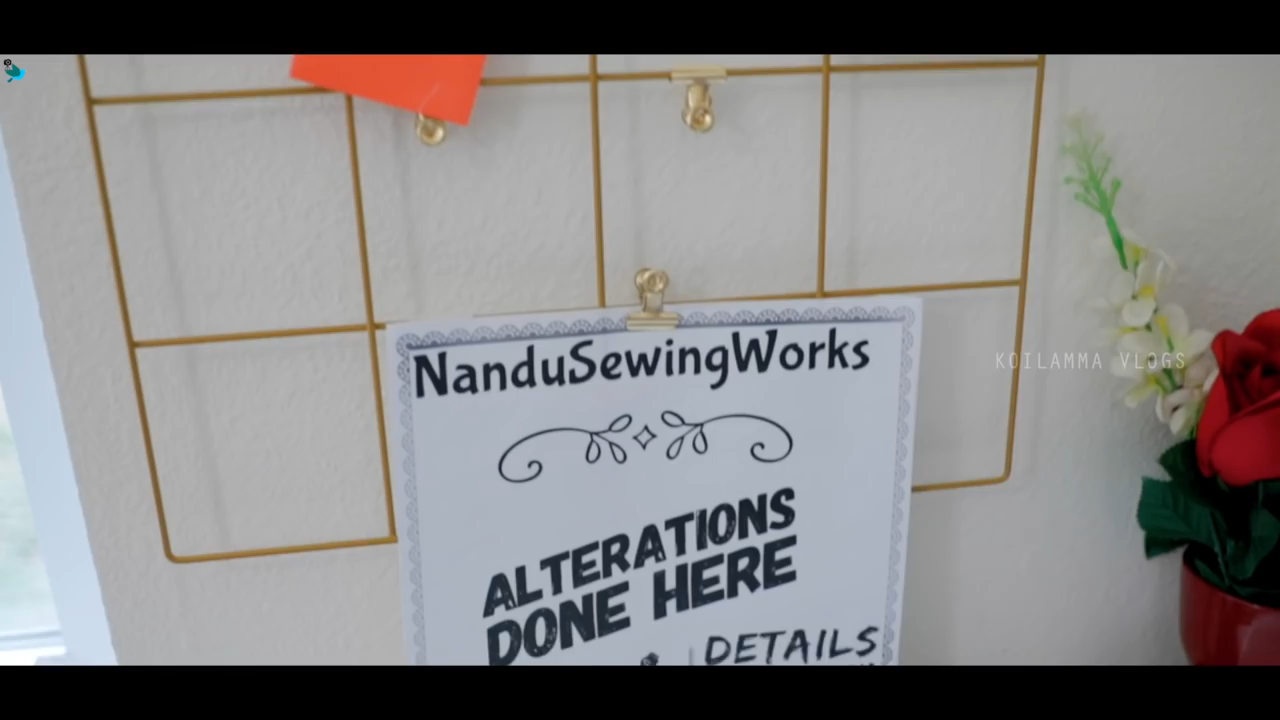 NanduSewingWorks
KOILAMMA VLOGS
ALTERATIONS
DONE HERE
DETAILS